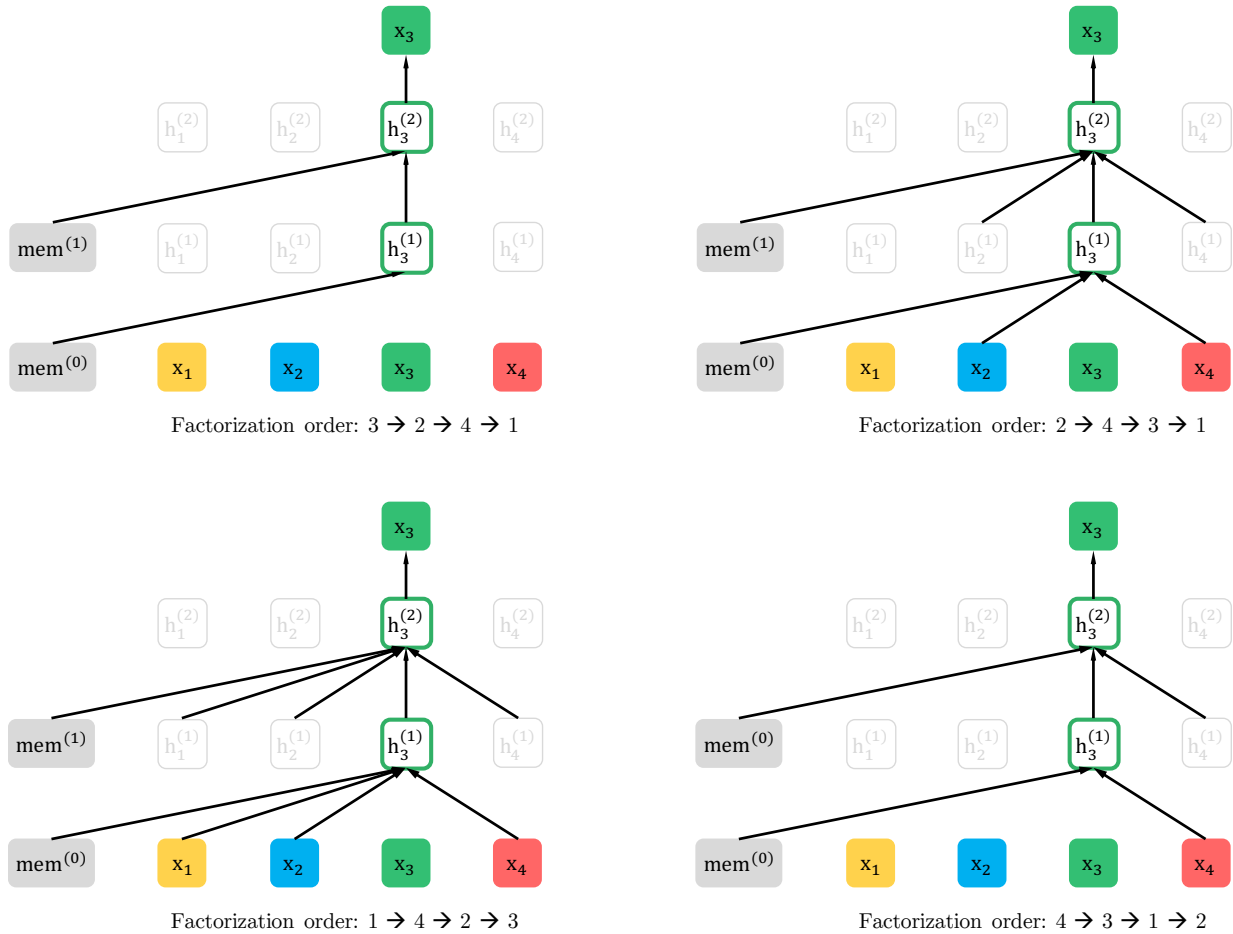 x₃
h₁⁽²⁾ h₂⁽²⁾ h₃⁽²⁾ h₄⁽²⁾
mem⁽¹⁾ h₁⁽¹⁾ h₂⁽¹⁾ h₃⁽¹⁾ h₄⁽¹⁾
mem⁽⁰⁾ x₁ x₂ x₃ x₄
Factorization order: 3 → 2 → 4 → 1
x₃
h₁⁽²⁾ h₂⁽²⁾ h₃⁽²⁾ h₄⁽²⁾
mem⁽¹⁾ h₁⁽¹⁾ h₂⁽¹⁾ h₃⁽¹⁾ h₄⁽¹⁾
mem⁽⁰⁾ x₁ x₂ x₃ x₄
Factorization order: 2 → 4 → 3 → 1
x₃
h₁⁽²⁾ h₂⁽²⁾ h₃⁽²⁾ h₄⁽²⁾
mem⁽¹⁾ h₁⁽¹⁾ h₂⁽¹⁾ h₃⁽¹⁾ h₄⁽¹⁾
mem⁽⁰⁾ x₁ x₂ x₃ x₄
Factorization order: 1 → 4 → 2 → 3
x₃
h₁⁽²⁾ h₂⁽²⁾ h₃⁽²⁾ h₄⁽²⁾
mem⁽⁰⁾ h₁⁽¹⁾ h₂⁽¹⁾ h₃⁽¹⁾ h₄⁽¹⁾
mem⁽⁰⁾ x₁ x₂ x₃ x₄
Factorization order: 4 → 3 → 1 → 2